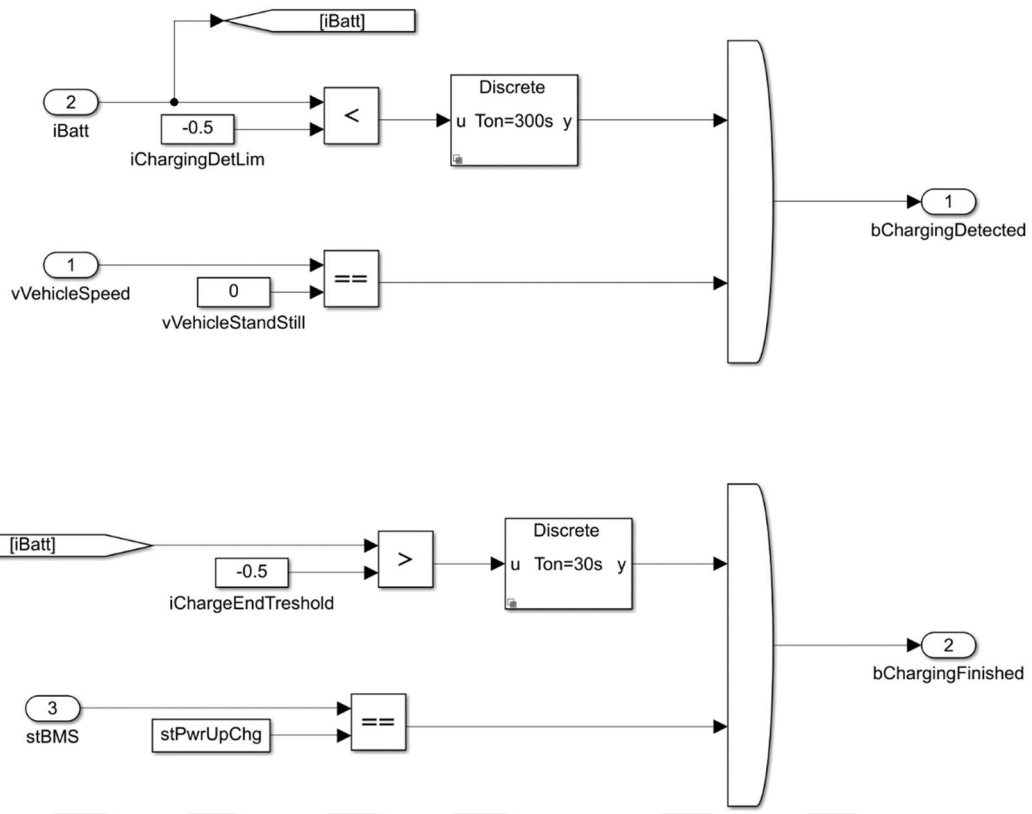 [iBatt]
2
iBatt
-0.5
iChargingDetLim
<
Discrete
u Ton=300s y
1
bChargingDetected
1
vVehicleSpeed
0
vVehicleStandStill
==
[iBatt]
-0.5
iChargeEndTreshold
>
Discrete
u Ton=30s y
2
bChargingFinished
3
stBMS
stPwrUpChg
==